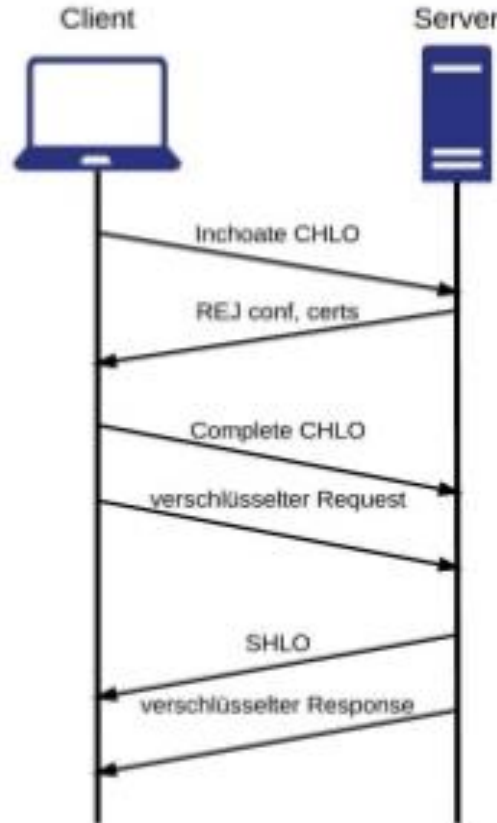 Client
Server
Inchoate CHLO
REJ conf, certs
Complete CHLO
verschlüsselter Request
SHLO
verschlüsselter Response